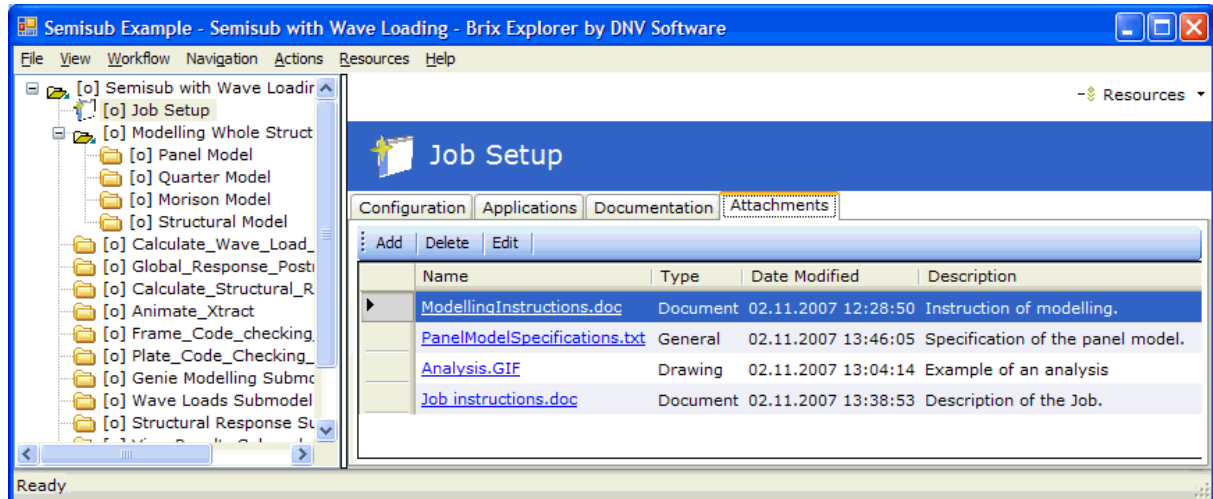 Semisub Example - Semisub with Wave Loading - Brix Explorer by DNV Software
File View Workflow Navigation Actions Resources Help
[o] Semisub with Wave Loadin
[o] Job Setup
[o] Modelling Whole Struct
[o] Panel Model
[o] Quarter Model
[o] Morison Model
[o] Structural Model
[o] Calculate_Wave_Load_
[o] Global_Response_Post
[o] Calculate_Structural_R
[o] Animate_Xtract
[o] Frame_Code_checking
[o] Plate_Code_Checking_
[o] Genie Modelling Submo
[o] Wave Loads Submodel
[o] Structural Response Su
Resources
Job Setup
Configuration Applications Documentation Attachments
Add Delete Edit
Name Type Date Modified Description
ModellingInstructions.doc Document 02.11.2007 12:28:50 Instruction of modelling.
PanelModelSpecifications.txt General 02.11.2007 13:46:05 Specification of the panel model.
Analysis.GIF Drawing 02.11.2007 13:04:14 Example of an analysis
Job instructions.doc Document 02.11.2007 13:38:53 Description of the Job.
Ready